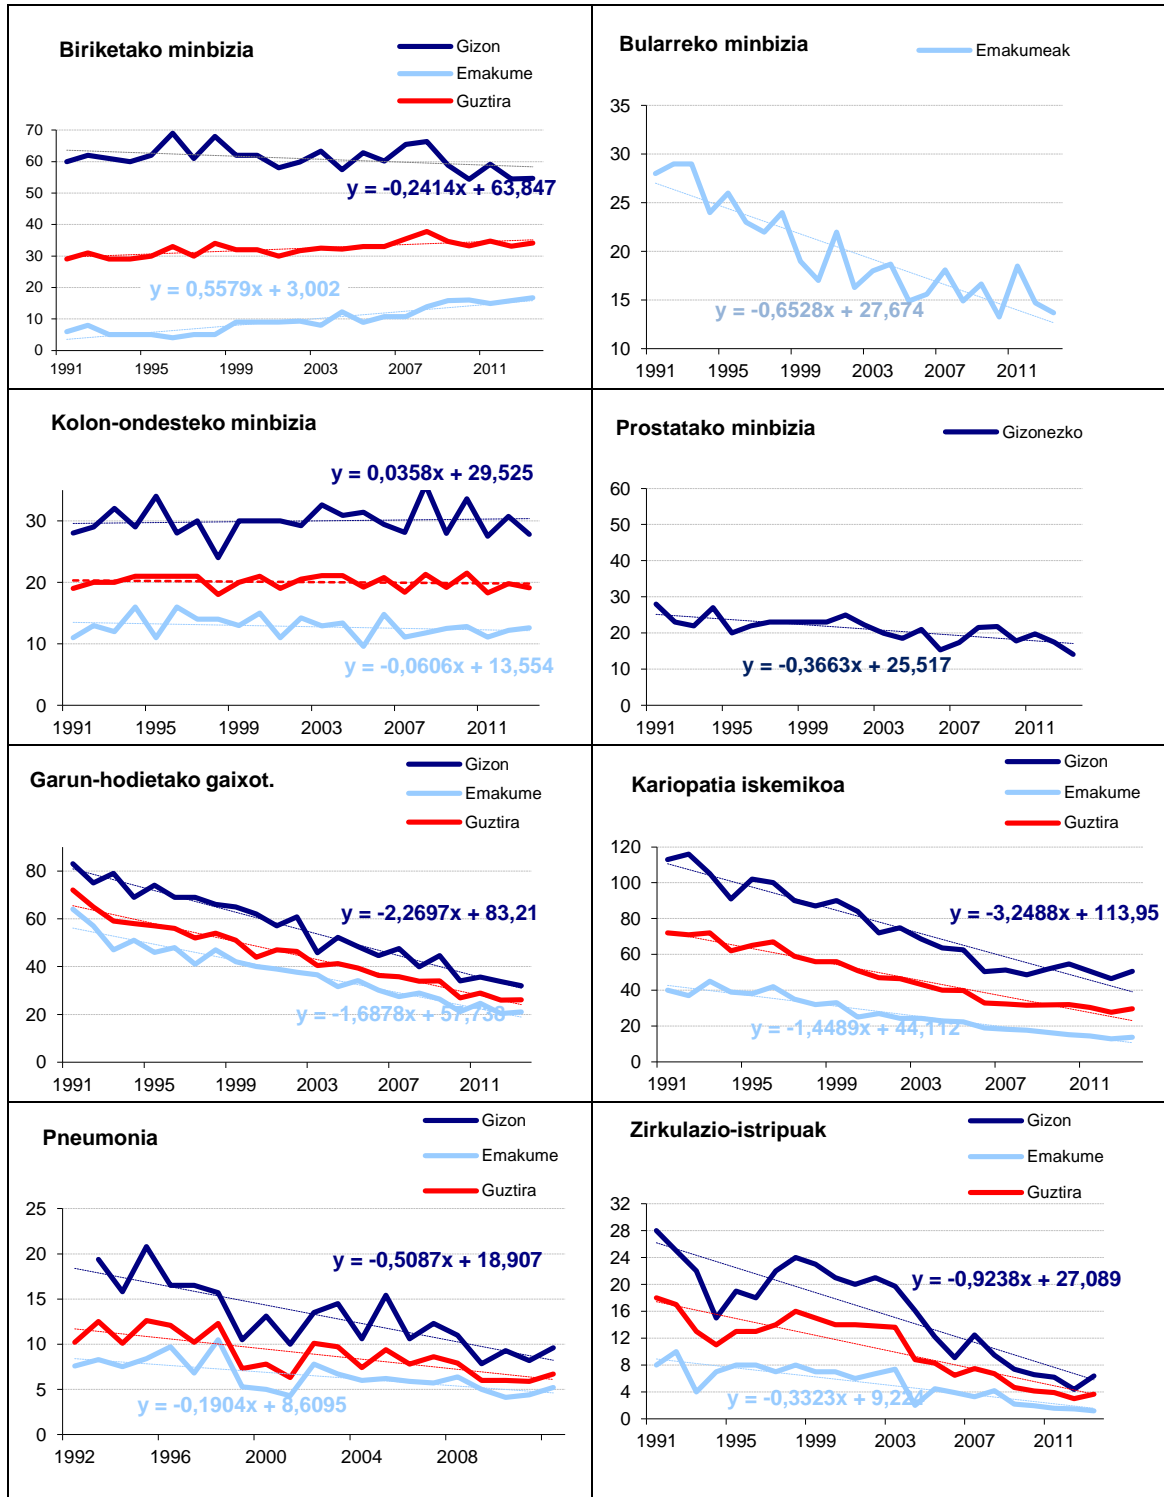 Biriketako minbizia
Gizon
Emakume
Guztira
70
60
50
40
30
20
10
0
y = -0,2414x + 63,847
y = 0,5579x + 3,002
1991 1995 1999 2003 2007 2011
Bularreko minbizia
Emakumeak
35
30
25
20
15
10
y = -0,6528x + 27,674
1991 1995 1999 2003 2007 2011
Kolon-ondesteko minbizia
y = 0,0358x + 29,525
30
20
10
0
y = -0,0606x + 13,554
1991 1995 1999 2003 2007 2011
Prostatako minbizia
Gizonezko
60
50
40
30
20
10
0
y = -0,3663x + 25,517
1991 1995 1999 2003 2007 2011
Garun-hodietako gaixot.
Gizon
Emakume
Guztira
80
60
40
20
0
y = -2,2697x + 83,21
y = -1,6878x + 57,738
1991 1995 1999 2003 2007 2011
Kariopatia iskemikoa
Gizon
Emakume
Guztira
120
100
80
60
40
20
0
y = -3,2488x + 113,95
y = -1,4489x + 44,112
1991 1995 1999 2003 2007 2011
Pneumonia
Gizon
Emakume
Guztira
25
20
15
10
5
0
y = -0,5087x + 18,907
y = -0,1904x + 8,6095
1992 1996 2000 2004 2008
Zirkulazio-istripuak
Gizon
Emakume
Guztira
32
28
24
20
16
12
8
4
0
y = -0,9238x + 27,089
y = -0,3323x + 9,224
1991 1995 1999 2003 2007 2011